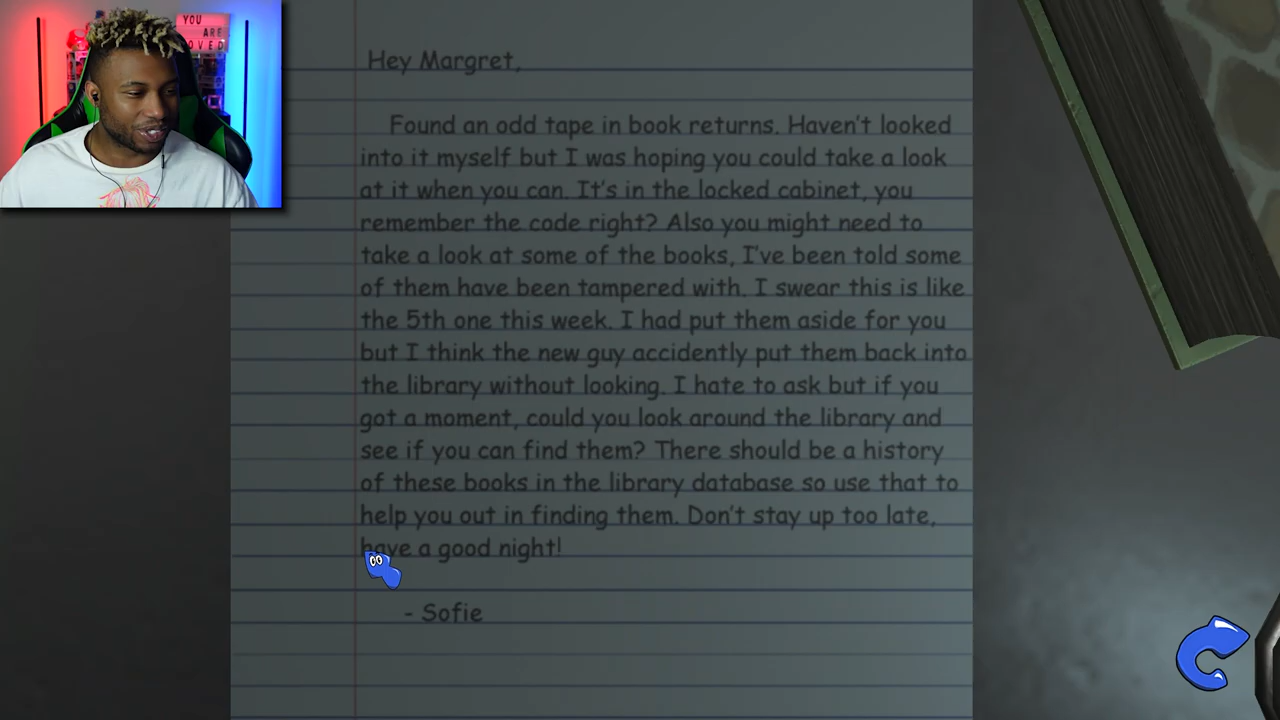 YOU
ARE
LOVED
Hey Margret,
Found an odd tape in book returns. Haven't looked
into it myself but I was hoping you could take a look
at it when you can. It's in the locked cabinet, you
remember the code right? Also you might need to
take a look at some of the books, I've been told some
of them have been tampered with. I swear this is like
the 5th one this week. I had put them aside for you
but I think the new guy accidently put them back into
the library without looking. I hate to ask but if you
got a moment, could you look around the library and
see if you can find them? There should be a history
of these books in the library database so use that to
help you out in finding them. Don't stay up too late,
have a good night!
- Sofie